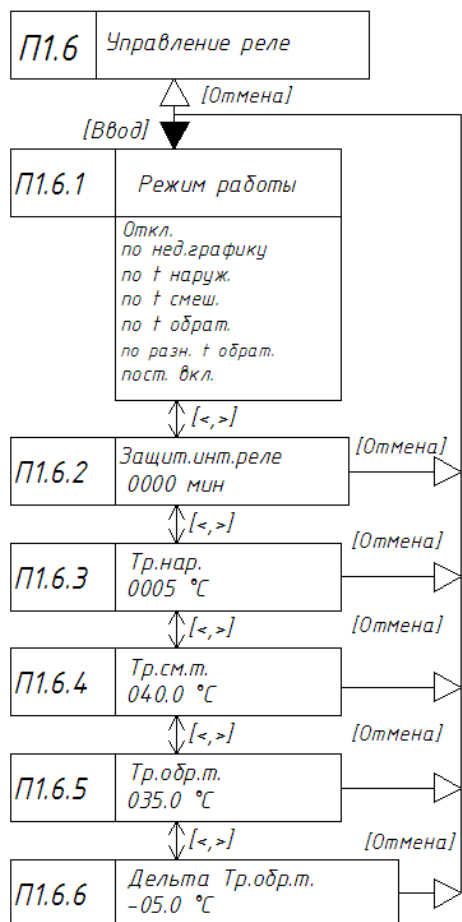 П1.6 Управление реле
[Отмена]
[Ввод]
П1.6.1 Режим работы
Откл.
по нед.графику
по t наруж.
по t смеш.
по t обрат.
по разн. t обрат.
пост. вкл.
[<,>]
[Отмена]
П1.6.2 Защит.инт.реле
0000 мин
[<,>]
[Отмена]
П1.6.3 Тр.нар.
0005 °C
[<,>]
[Отмена]
П1.6.4 Тр.см.т.
040.0 °C
[<,>]
[Отмена]
П1.6.5 Тр.обр.т.
035.0 °C
[<,>]
[Отмена]
П1.6.6 Дельта Тр.обр.т.
-05.0 °C